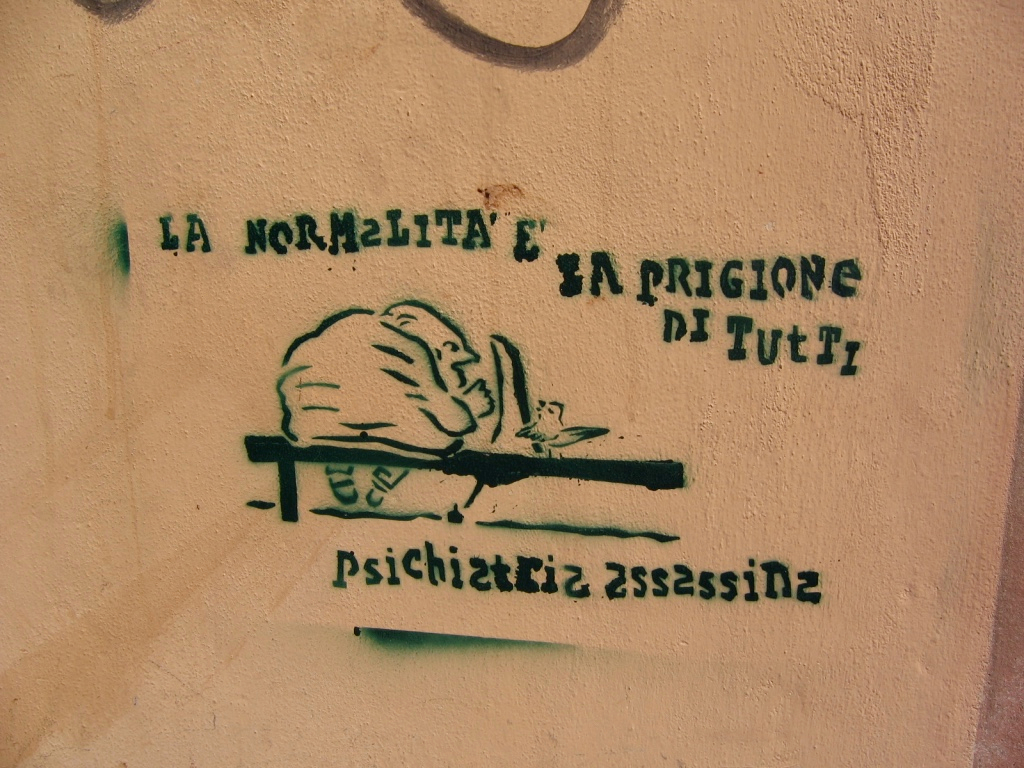 LA NORMaLITA' E'
LA PRIGIONE
DI TUtTI
psichiatria assassina